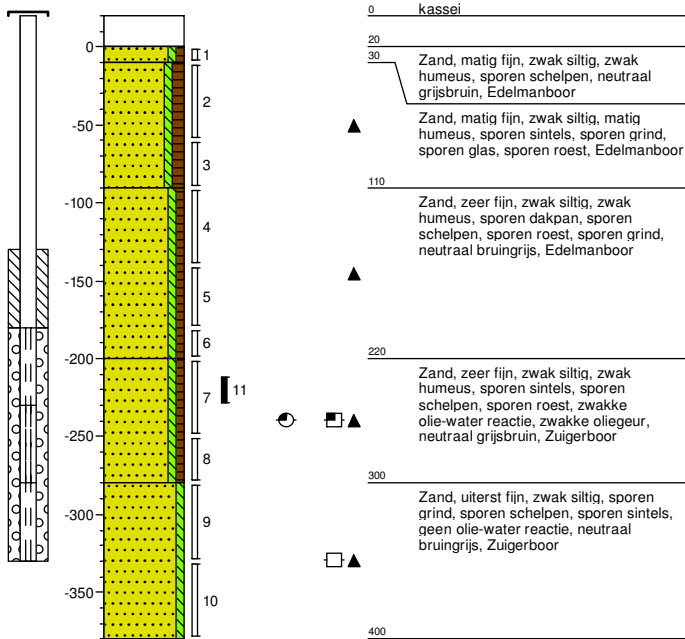 0
kassei
20
30
Zand, matig fijn, zwak siltig, zwak
humeus, sporen schelpen, neutraal
grijsbruin, Edelmanboor
Zand, matig fijn, zwak siltig, matig
humeus, sporen sintels, sporen grind,
sporen glas, sporen roest, Edelmanboor
110
Zand, zeer fijn, zwak siltig, zwak
humeus, sporen dakpan, sporen
schelpen, sporen roest, sporen grind,
neutraal bruingrijs, Edelmanboor
220
Zand, zeer fijn, zwak siltig, zwak
humeus, sporen sintels, sporen
schelpen, sporen roest, zwakke
olie-water reactie, zwakke oliegeur,
neutraal grijsbruin, Zuigerboor
300
Zand, uiterst fijn, zwak siltig, sporen
grind, sporen schelpen, sporen sintels,
geen olie-water reactie, neutraal
bruingrijs, Zuigerboor
400
0
-50
-100
-150
-200
-250
-300
-350
1
2
3
4
5
6
7
11
8
9
10